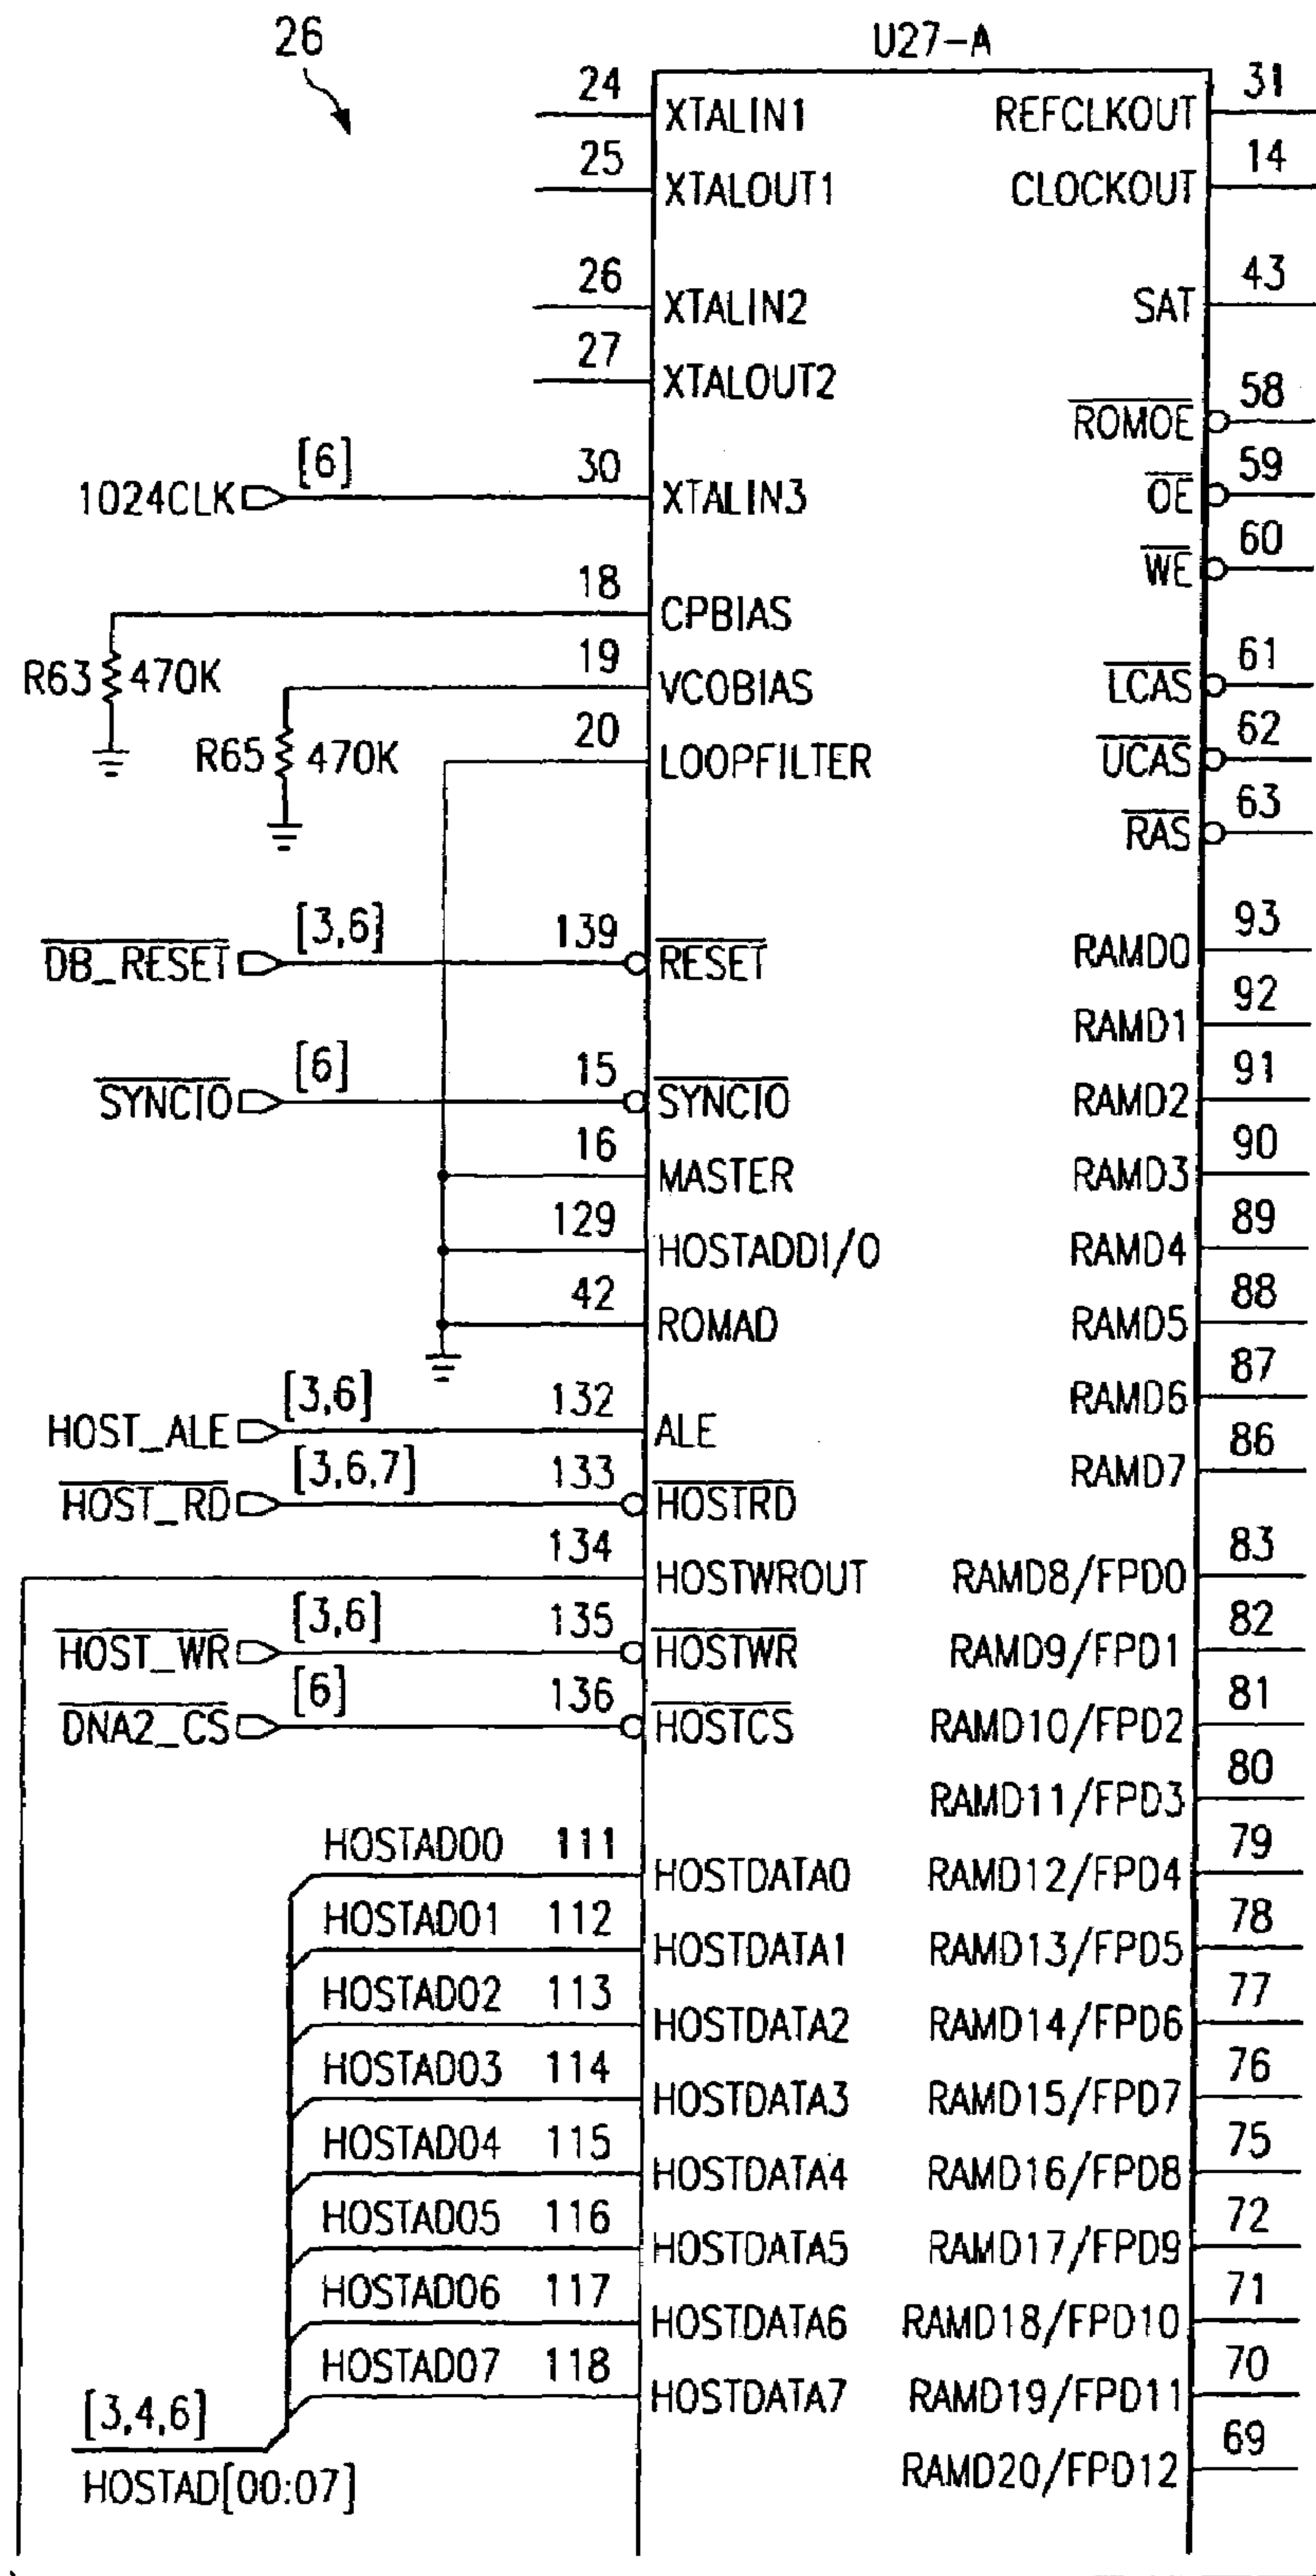 26
U27-A
24 XTALIN1 REFCLKOUT 31
25 XTALOUT1 CLOCKOUT 14
26 XTALIN2 SAT 43
27 XTALOUT2
ROMOE 58
1024CLK [6] 30 XTALIN3 OE 59
WE 60
18 CPBIAS
R63 470K 19 VCOBIAS LCAS 61
R65 470K 20 LOOPFILTER UCAS 62
RAS 63
DB_RESET [3,6] 139 RESET RAMD0 93
RAMD1 92
SYNCIO [6] 15 SYNCIO RAMD2 91
16 MASTER RAMD3 90
129 HOSTADDI/O RAMD4 89
42 ROMAD RAMD5 88
HOST_ALE [3,6] 132 ALE RAMD6 87
HOST_RD [3,6,7] 133 HOSTRD RAMD7 86
134 HOSTWROUT RAMD8/FPD0 83
HOST_WR [3,6] 135 HOSTWR RAMD9/FPD1 82
DNA2_CS [6] 136 HOSTCS RAMD10/FPD2 81
RAMD11/FPD3 80
HOSTAD00 111 HOSTDATA0 RAMD12/FPD4 79
HOSTAD01 112 HOSTDATA1 RAMD13/FPD5 78
HOSTAD02 113 HOSTDATA2 RAMD14/FPD6 77
HOSTAD03 114 HOSTDATA3 RAMD15/FPD7 76
HOSTAD04 115 HOSTDATA4 RAMD16/FPD8 75
HOSTAD05 116 HOSTDATA5 RAMD17/FPD9 72
HOSTAD06 117 HOSTDATA6 RAMD18/FPD10 71
HOSTAD07 118 HOSTDATA7 RAMD19/FPD11 70
[3,4,6]
HOSTAD[00:07] RAMD20/FPD12 69